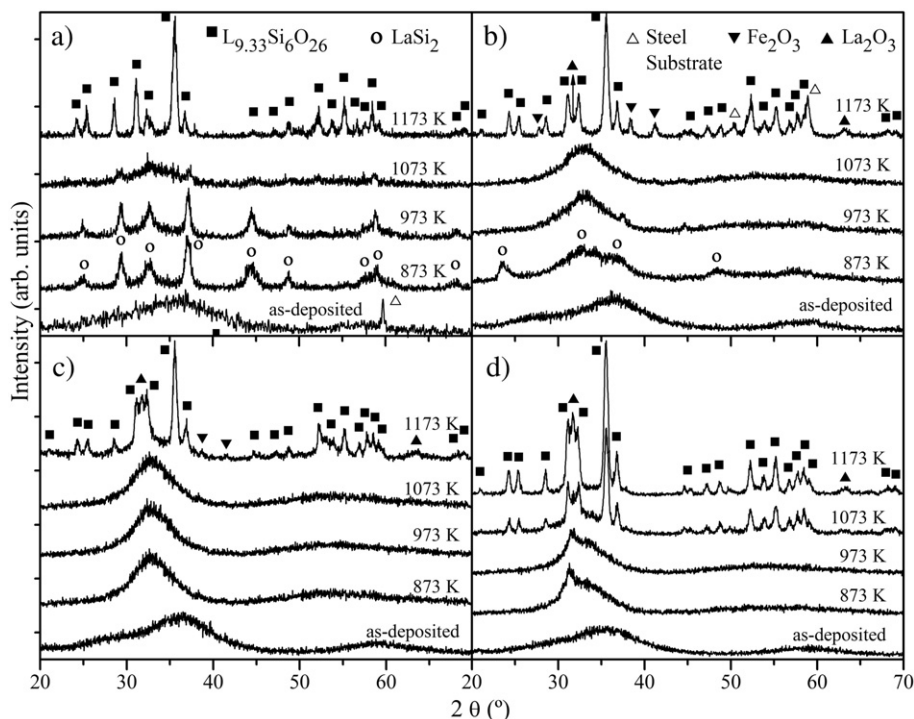 a)
■ L9.33Si6O26
o LaSi2
1173 K
1073 K
973 K
873 K
as-deposited
b)
△ Steel Substrate
▼ Fe2O3
▲ La2O3
1173 K
1073 K
973 K
873 K
as-deposited
c)
1173 K
1073 K
973 K
873 K
as-deposited
d)
1173 K
1073 K
973 K
873 K
as-deposited
Intensity (arb. units)
20 30 40 50 60 20 30 40 50 60 70
2 θ (º)